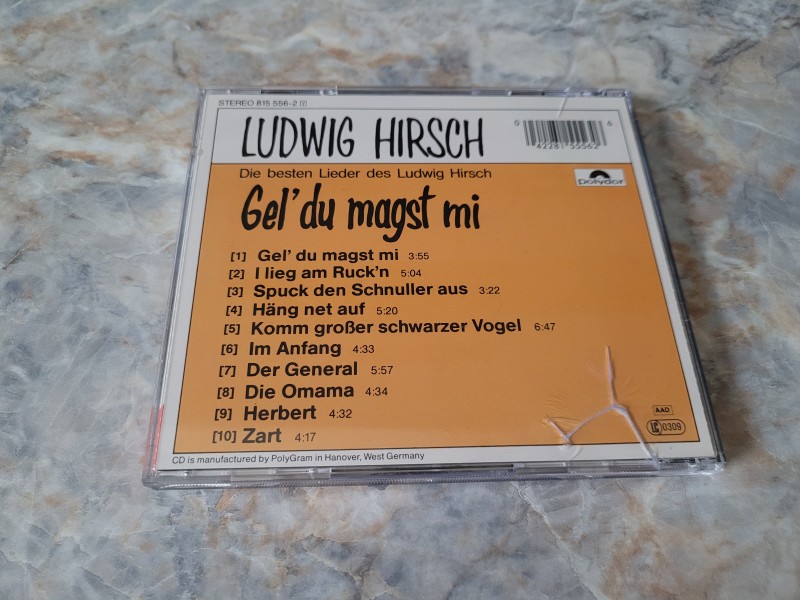 STEREO 815 556-2
LUDWIG HIRSCH
0 42281 55562 6
Die besten Lieder des Ludwig Hirsch
polydor
Gel' du magst mi
[1] Gel' du magst mi 3:55
[2] I lieg am Ruck'n 5:04
[3] Spuck den Schnuller aus 3:22
[4] Häng net auf 5:20
[5] Komm großer schwarzer Vogel 6:47
[6] Im Anfang 4:33
[7] Der General 5:57
[8] Die Omama 4:34
[9] Herbert 4:32
[10] Zart 4:17
AAD
LC 0309
CD is manufactured by PolyGram in Hanover, West Germany